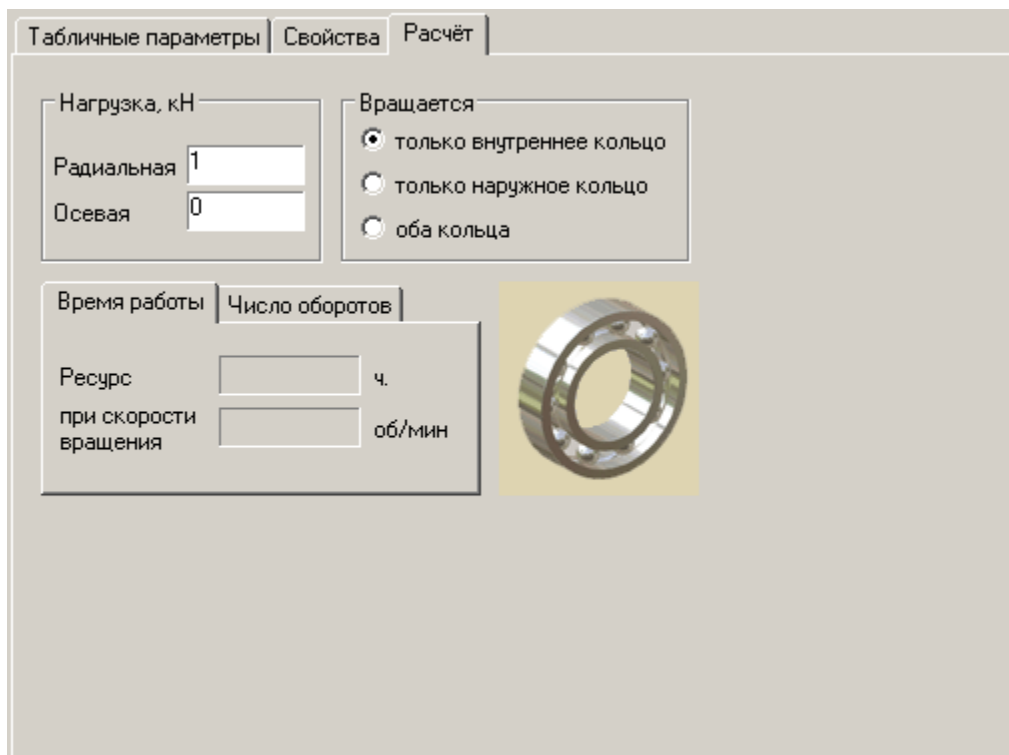 Табличные параметры Свойства Расчёт
Нагрузка, кН
Радиальная 1
Осевая 0
Вращается
только внутреннее кольцо
только наружное кольцо
оба кольца
Время работы Число оборотов
Ресурс ч.
при скорости
вращения об/мин